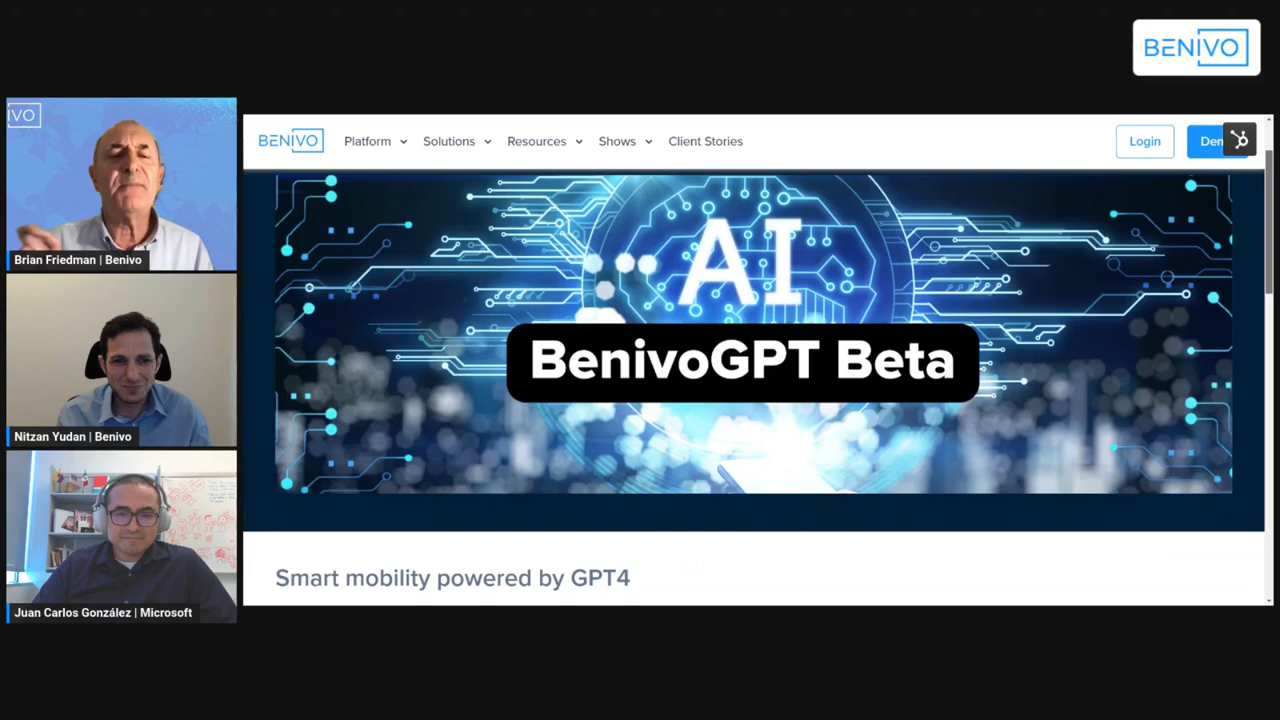 BENIVO
IVO
Brian Friedman | Benivo
Nitzan Yudan | Benivo
Juan Carlos González | Microsoft
BENIVO
Platform
Solutions
Resources
Shows
Client Stories
Login
AI
BenivoGPT Beta
Smart mobility powered by GPT4